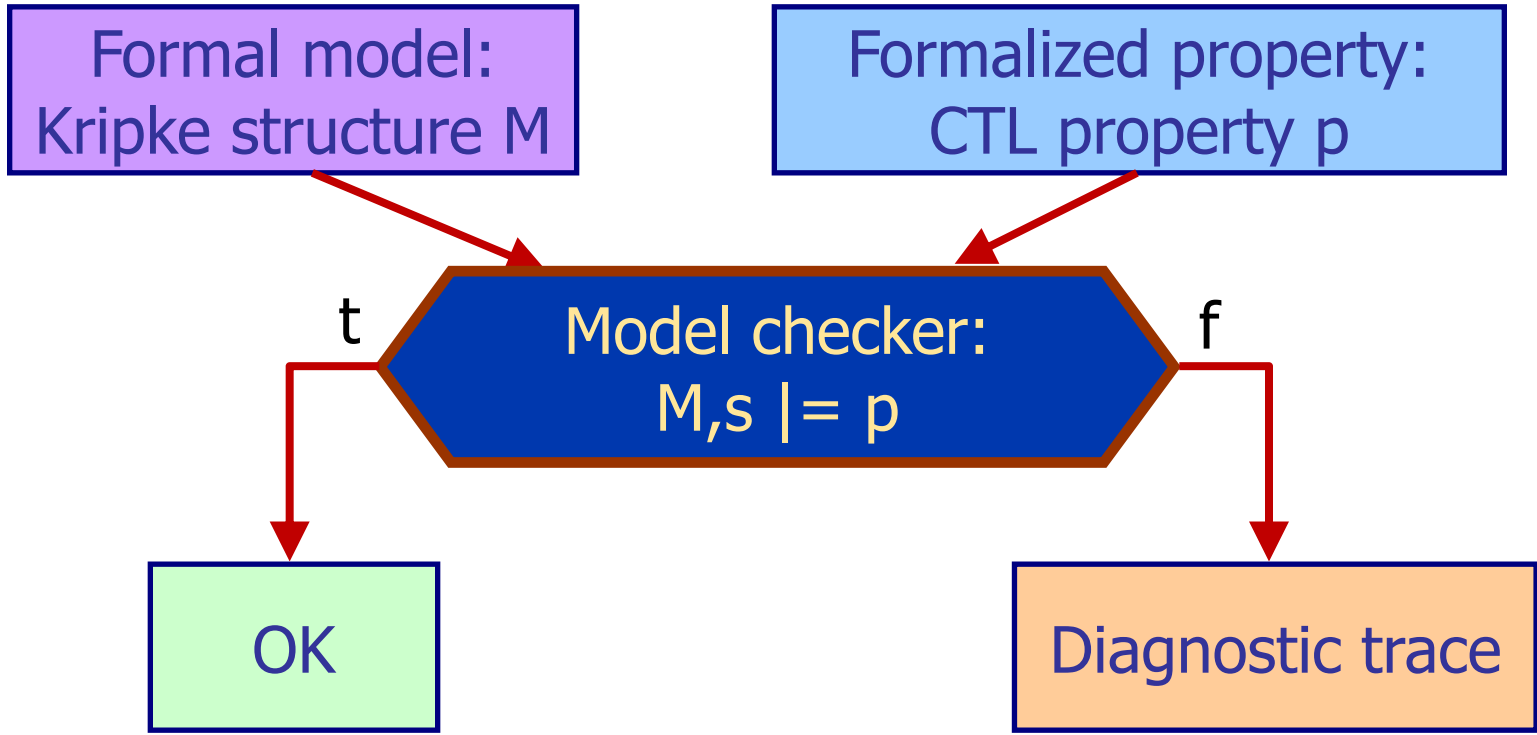 Formal model:
Kripke structure M
Formalized property:
CTL property p
t
Model checker:
M,s |= p
f
OK
Diagnostic trace